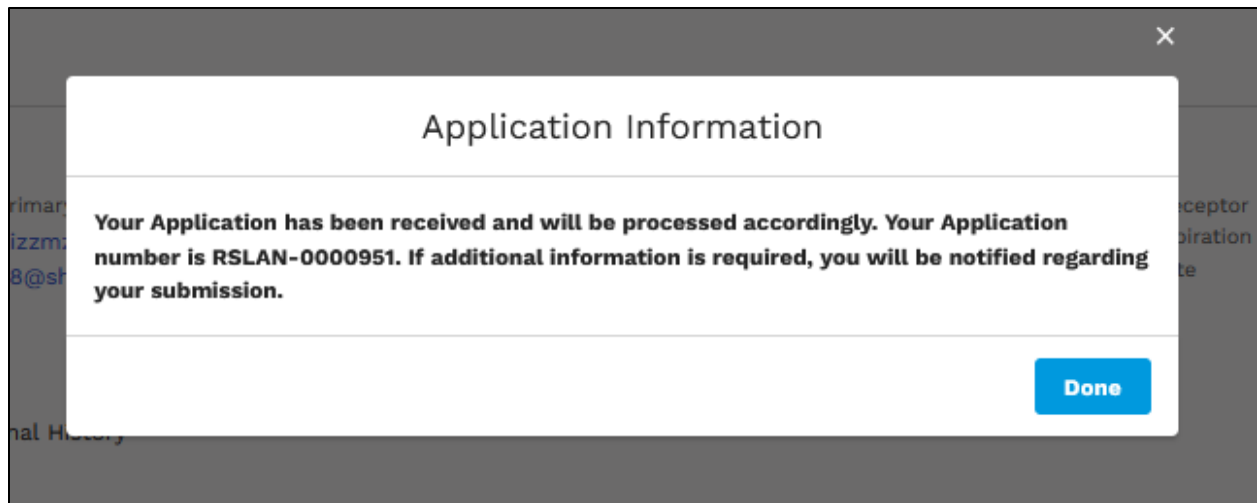 Application Information
Your Application has been received and will be processed accordingly. Your Application
number is RSLAN-0000951. If additional information is required, you will be notified regarding
your submission.
Done